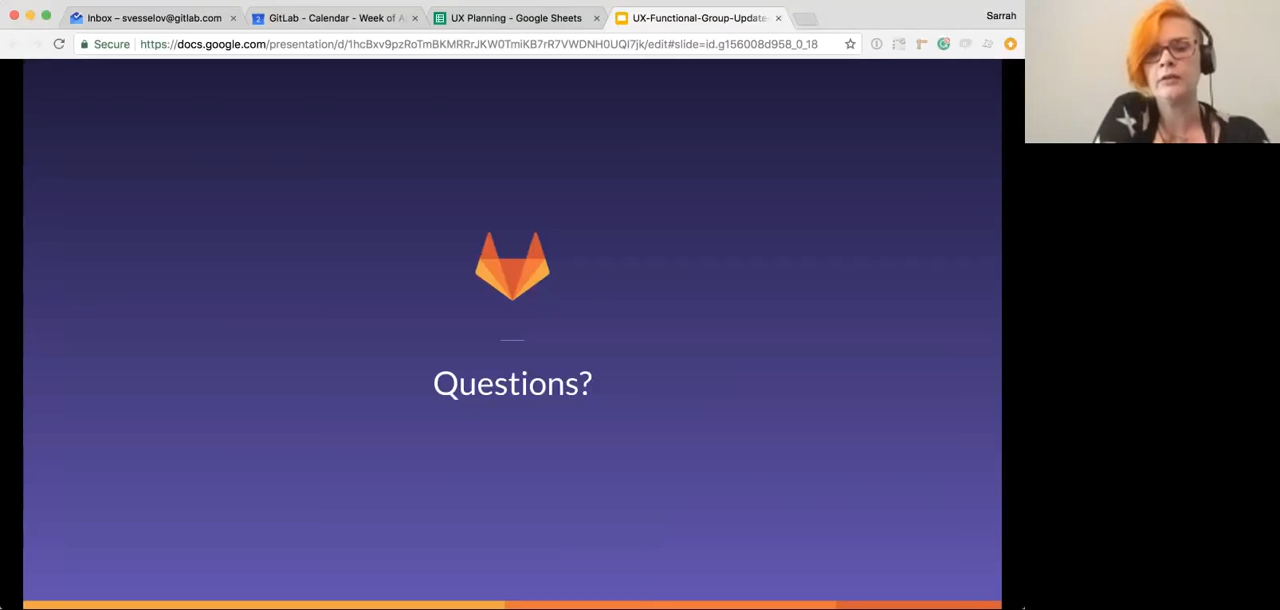 Inbox – svesselov@gitlab.com
GitLab - Calendar - Week of A
UX Planning - Google Sheets
UX-Functional-Group-Update
Sarrah
Secure
https://docs.google.com/presentation/d/1hcBxv9pzRoTmBKMRRrJKW0TmiKB7rR7VWDNH0UQI7jk/edit#slide=id.g156008d958_0_18
Questions?